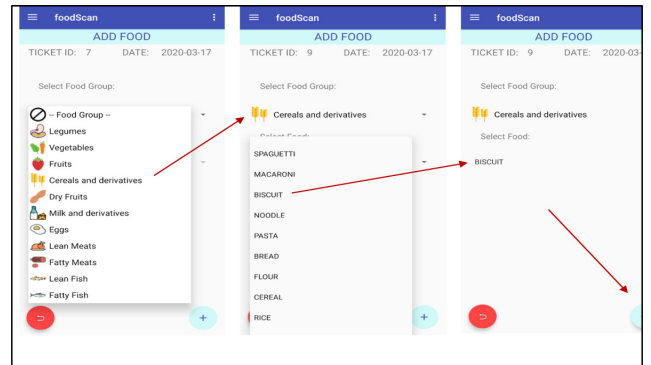 foodScan
ADD FOOD
TICKET ID: 7 DATE: 2020-03-17
Select Food Group:
-- Food Group --
Legumes
Vegetables
Fruits
Cereals and derivatives
Dry Fruits
Milk and derivatives
Eggs
Lean Meats
Fatty Meats
Lean Fish
Fatty Fish
+
foodScan
ADD FOOD
TICKET ID: 9 DATE: 2020-03-17
Select Food Group:
Cereals and derivatives
Select Food:
SPAGUETTI
MACARONI
BISCUIT
NOODLE
PASTA
BREAD
FLOUR
CEREAL
RICE
+
foodScan
ADD FOOD
TICKET ID: 9 DATE: 2020-03-
Select Food Group:
Cereals and derivatives
Select Food:
BISCUIT